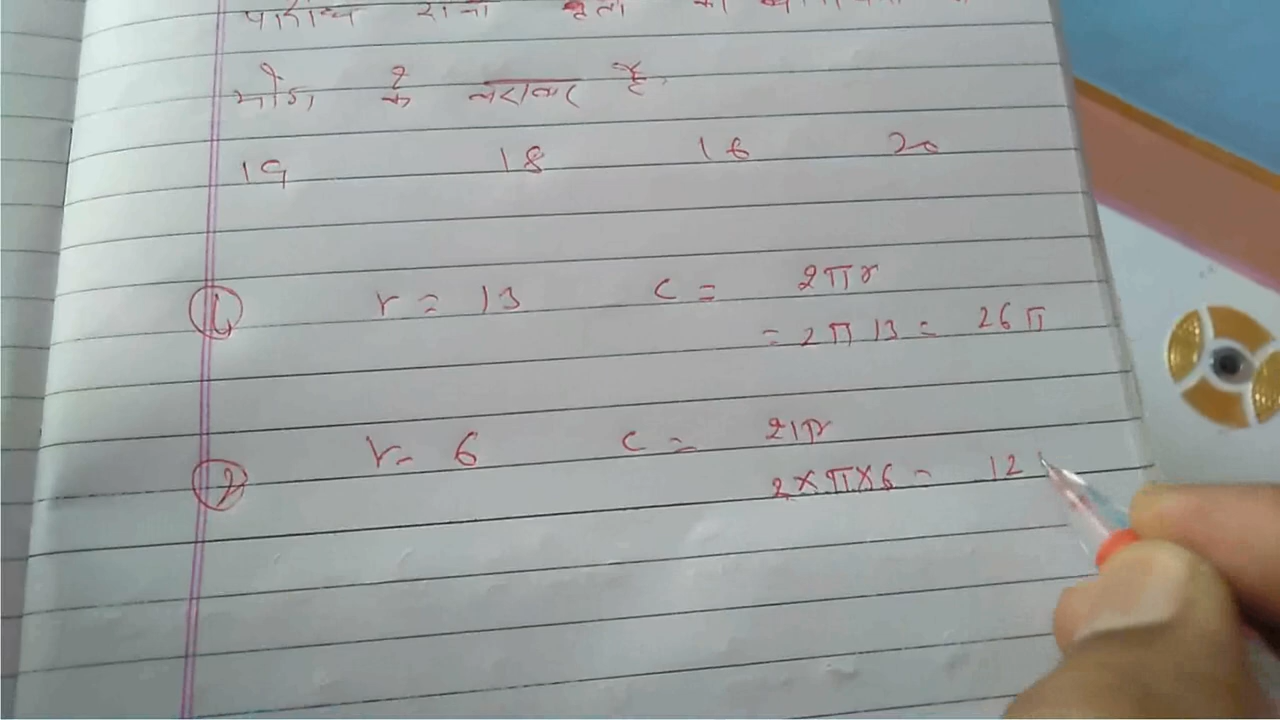 के बराबर है.
19 18 16 20
1 r = 13 c = 2πr
= 2π 13 = 26π
2 r = 6 c = 2πr
2×π×6 = 12